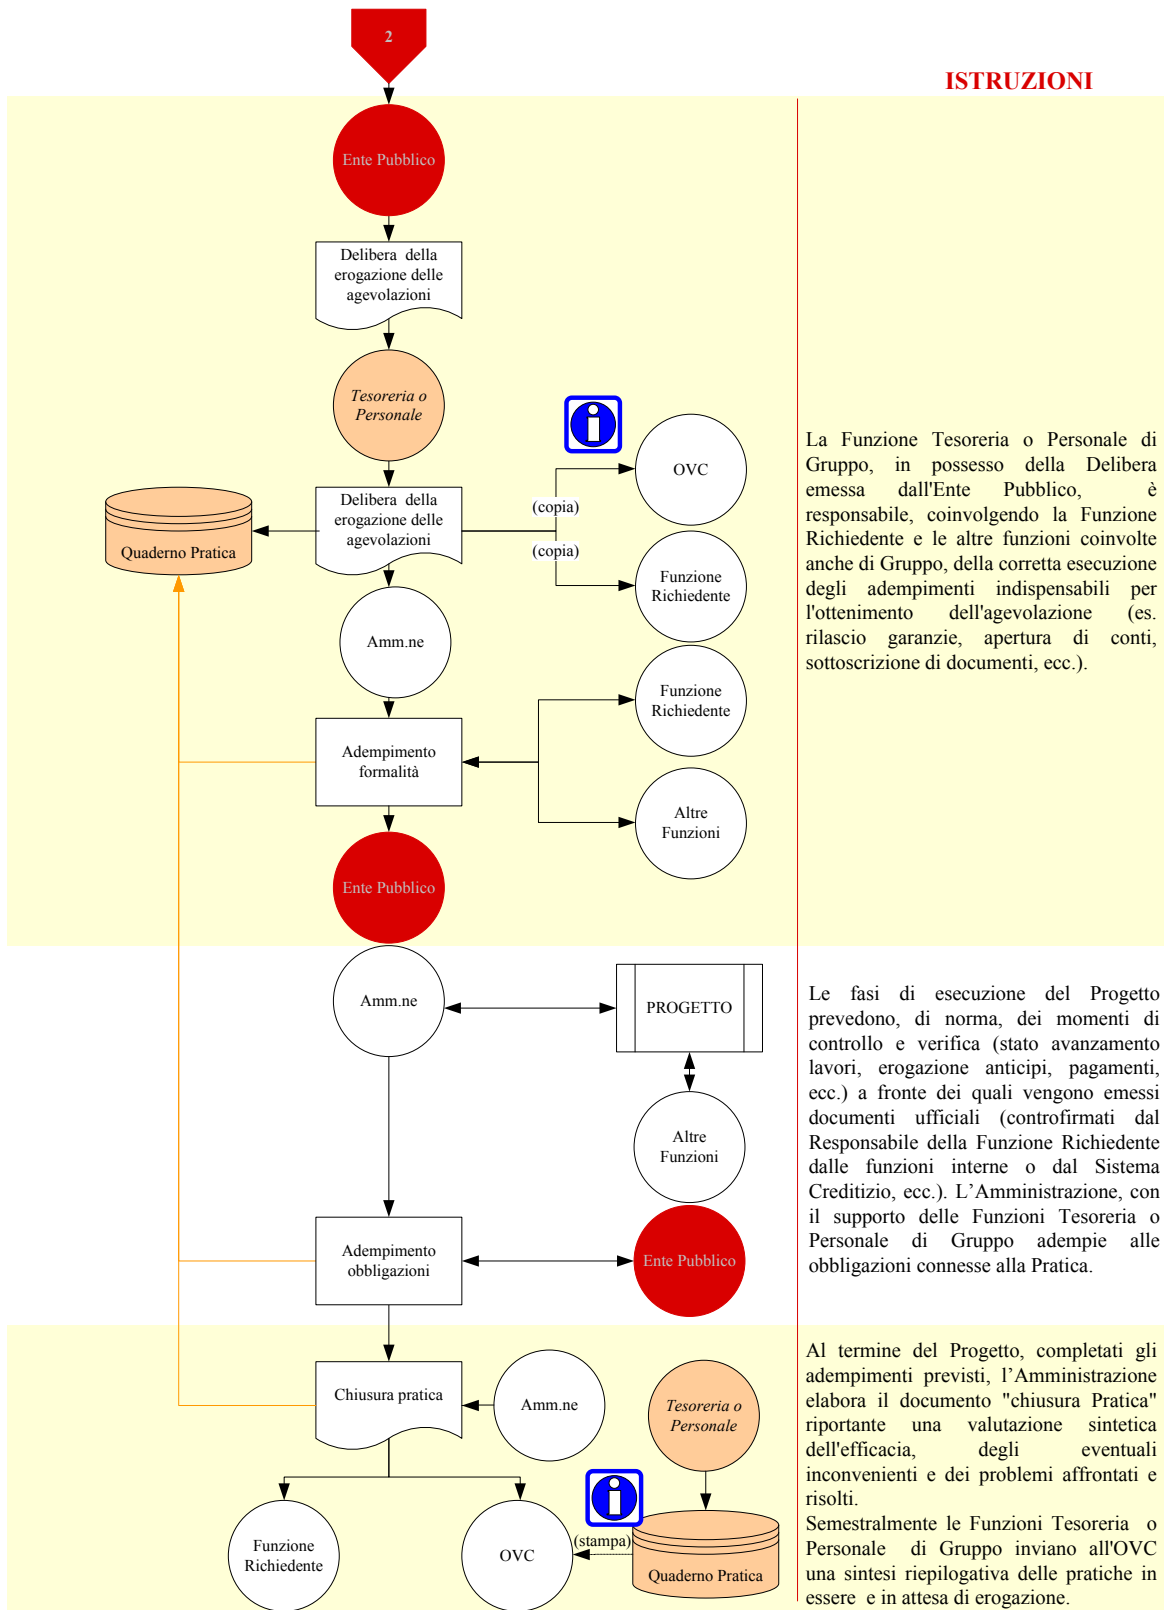 2
ISTRUZIONI
Ente Pubblico
Delibera della
erogazione delle
agevolazioni
Tesoreria o
Personale
OVC
(copia)
Delibera della
erogazione delle
agevolazioni
Quaderno Pratica
(copia)
Funzione
Richiedente
Amm.ne
Funzione
Richiedente
Adempimento
formalità
Altre
Funzioni
Ente Pubblico
La Funzione Tesoreria o Personale di
Gruppo, in possesso della Delibera
emessa dall'Ente Pubblico, è
responsabile, coinvolgendo la Funzione
Richiedente e le altre funzioni coinvolte
anche di Gruppo, della corretta esecuzione
degli adempimenti indispensabili per
l'ottenimento dell'agevolazione (es.
rilascio garanzie, apertura di conti,
sottoscrizione di documenti, ecc.).
Amm.ne
PROGETTO
Altre
Funzioni
Adempimento
obbligazioni
Ente Pubblico
Le fasi di esecuzione del Progetto
prevedono, di norma, dei momenti di
controllo e verifica (stato avanzamento
lavori, erogazione anticipi, pagamenti,
ecc.) a fronte dei quali vengono emessi
documenti ufficiali (controfirmati dal
Responsabile della Funzione Richiedente
dalle funzioni interne o dal Sistema
Creditizio, ecc.). L’Amministrazione, con
il supporto delle Funzioni Tesoreria o
Personale di Gruppo adempie alle
obbligazioni connesse alla Pratica.
Chiusura pratica
Amm.ne
Tesoreria o
Personale
Funzione
Richiedente
OVC
(stampa)
Quaderno Pratica
Al termine del Progetto, completati gli
adempimenti previsti, l’Amministrazione
elabora il documento "chiusura Pratica"
riportante una valutazione sintetica
dell'efficacia, degli eventuali
inconvenienti e dei problemi affrontati e
risolti.
Semestralmente le Funzioni Tesoreria o
Personale di Gruppo inviano all'OVC
una sintesi riepilogativa delle pratiche in
essere e in attesa di erogazione.